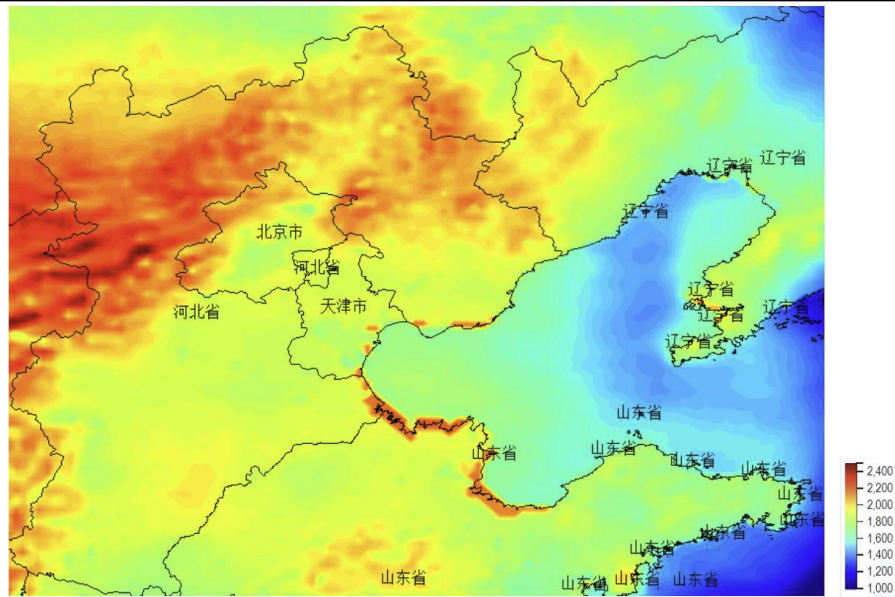 辽宁省
辽宁省
辽宁省
北京市
河北省
辽宁省
天津市
辽宁省
辽宁省
河北省
辽宁省
山东省
山东省
山东省
山东省
山东省
山东省
山东省
山东省
山东省
山东省
山东省
山东省
山东省
2,400
2,200
2,000
1,800
1,600
1,400
1,200
1,000